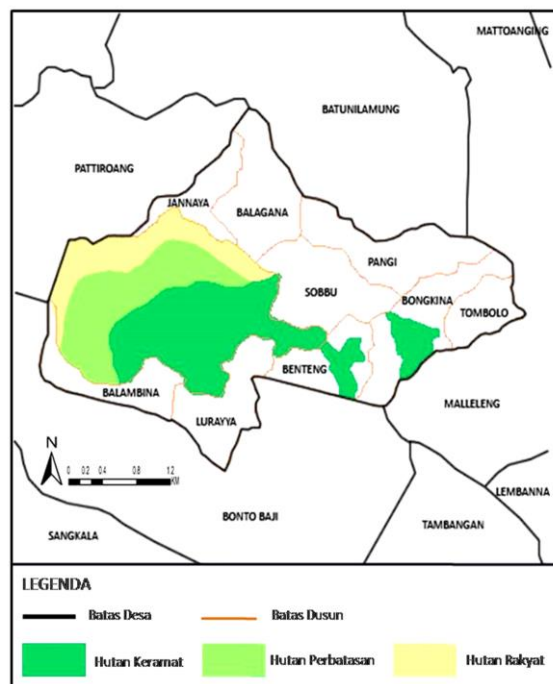 MATTOANGING
BATUNILAMUNG
PATTIROANG
JANNAYA
BALAGANA
PANGI
SOBBU
BONGKINA
TOMBOLO
BENTENG
BALAMBINA
LURAYYA
MALLELENG
N
0 0.2 0.4 0.8 1.2
KM
LEMBANNA
BONTO BAJI
TAMBANGAN
SANGKALA
LEGENDA
Batas Desa Batas Dusun
Hutan Keramat Hutan Perbatasan Hutan Rakyat